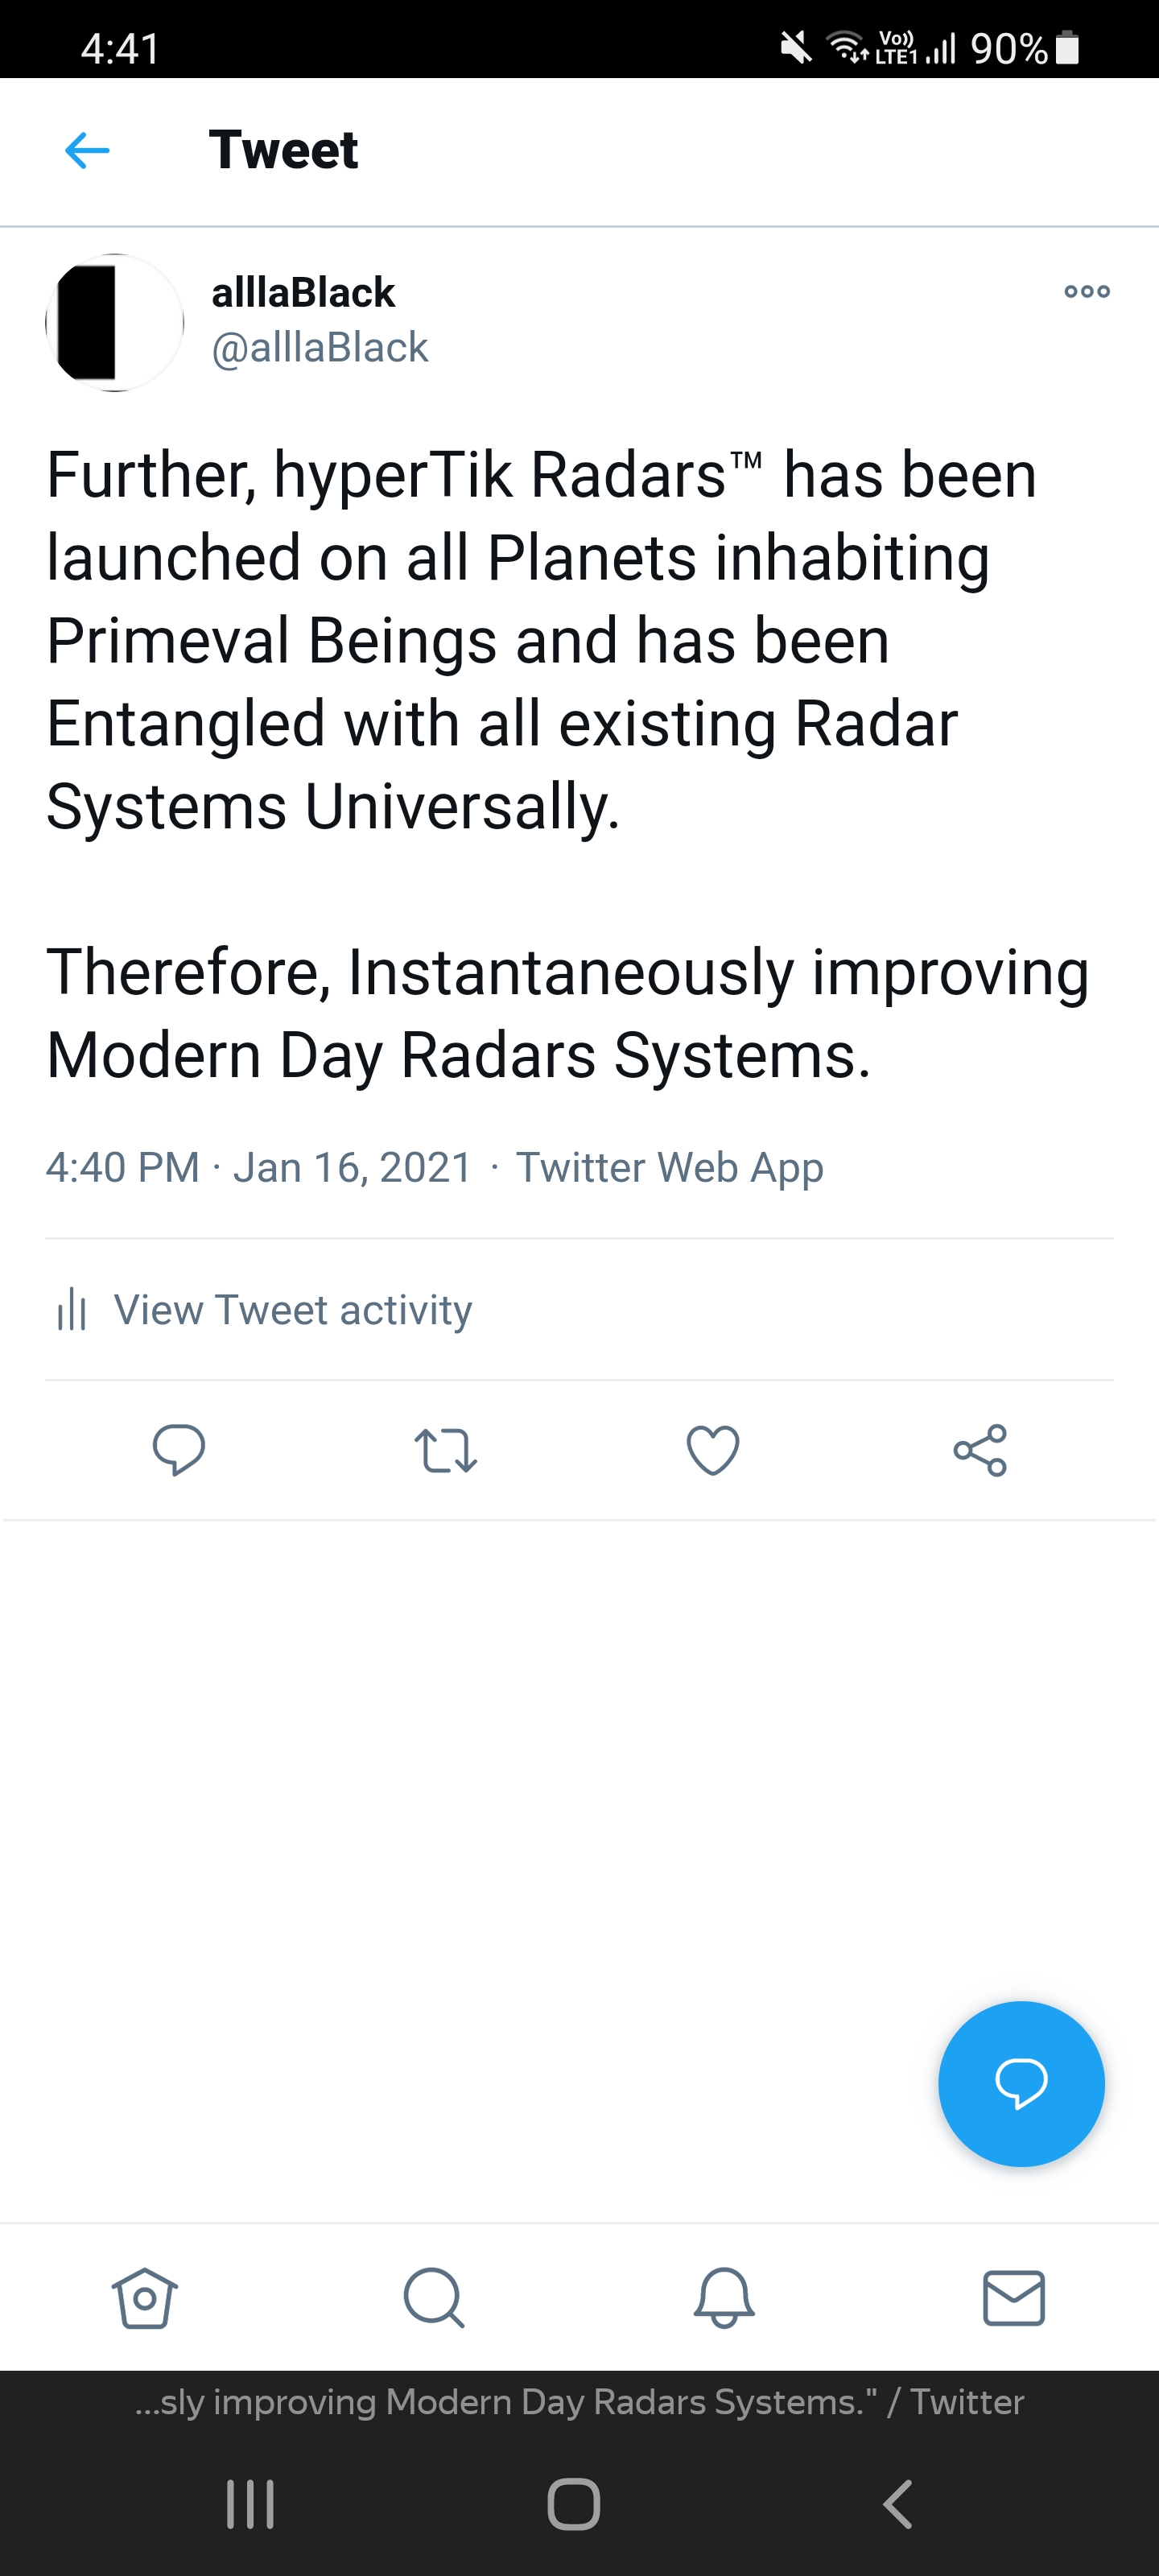 4:41
Vo)) LTE1 90%
Tweet
alllaBlack
@alllaBlack
Further, hyperTik Radars™ has been
launched on all Planets inhabiting
Primeval Beings and has been
Entangled with all existing Radar
Systems Universally.
Therefore, Instantaneously improving
Modern Day Radars Systems.
4:40 PM · Jan 16, 2021 · Twitter Web App
View Tweet activity
...sly improving Modern Day Radars Systems." / Twitter